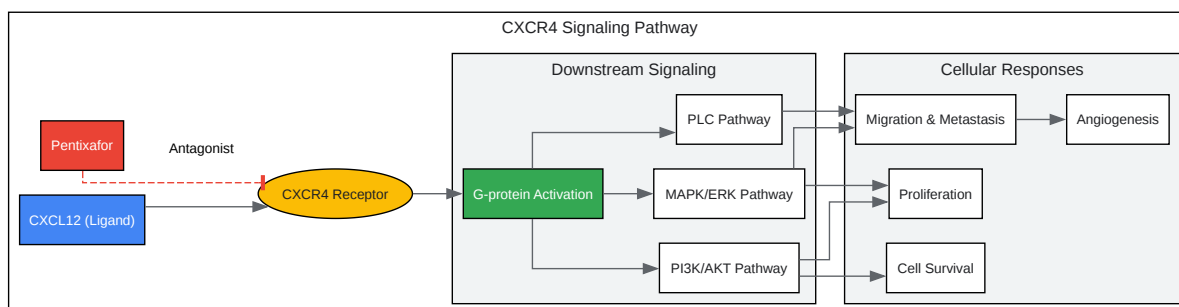 CXCR4 Signaling Pathway
Downstream Signaling
Cellular Responses
PLC Pathway
Migration & Metastasis
Angiogenesis
Pentixafor
Antagonist
CXCR4 Receptor
G-protein Activation
MAPK/ERK Pathway
Proliferation
CXCL12 (Ligand)
PI3K/AKT Pathway
Cell Survival